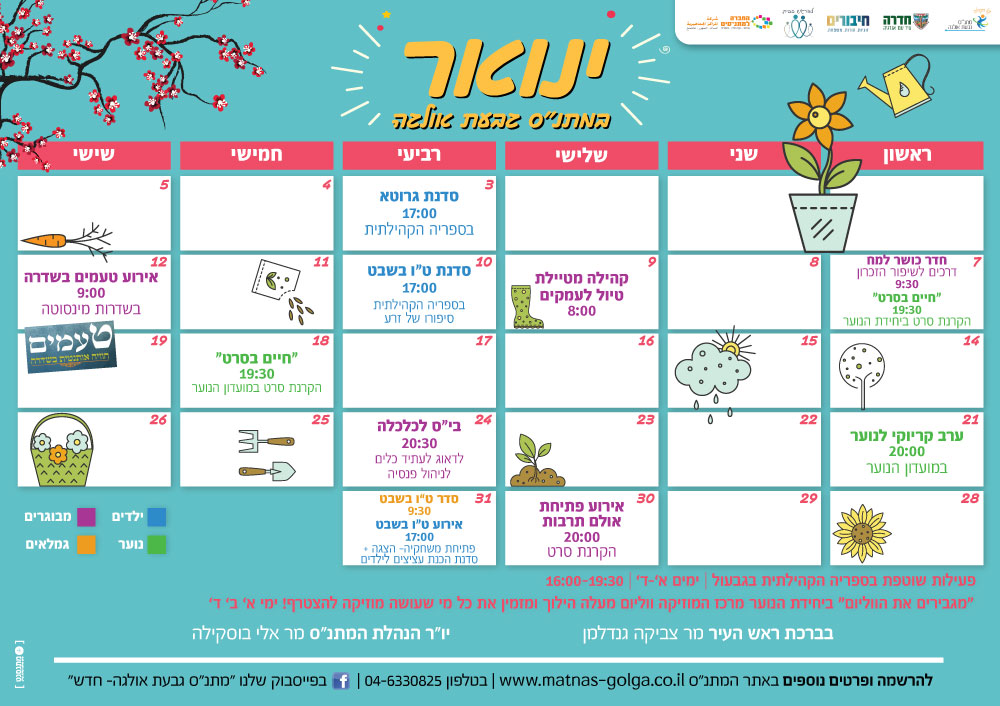 חדרה
חיבורים
החברה
למתנ"סים
ינואר
במתנ"ס גבעת אולגה
ראשון
שני
שלישי
רביעי
חמישי
שישי
3
סדנת גרוטא
17:00
בספריה הקהילתית
4
5
7
חדר כושר למח
דרכים לשיפור הזכרון
9:30
"חיים בסרט"
19:30
הקרנת סרט ביחידת הנוער
8
9
קהילה מטיילת
טיול לעמקים
8:00
10
סדנת ט"ו בשבט
17:00
בספריה הקהילתית
סיפורו של זרע
11
12
אירוע טעמים בשדרה
9:00
בשדרות מינסוטה
14
15
16
17
18
"חיים בסרט"
19:30
הקרנת סרט במועדון הנוער
19
טעמים
חוויה אותנטית בשדרה
21
ערב קריוקי לנוער
20:00
במועדון הנוער
22
23
24
בי"ס לכלכלה
20:30
לדאוג לעתיד כלים
לניהול פנסיה
25
26
28
29
30
אירוע פתיחת
אולם תרבות
20:00
הקרנת סרט
31
סדר ט"ו בשבט
9:30
אירוע ט"ו בשבט
17:00
פתיחת משחקיה- הצגה +
סדנת הכנת עציצים לילדים
ילדים
מבוגרים
נוער
גמלאים
פעילות שוטפת בספריה הקהילתית בגבעול | ימים א'-ד' | 16:00-19:30
"מגבירים את הווליום" ביחידת הנוער מרכז המוזיקה ווליום מעלה הילוך ומזמין את כל מי שעושה מוזיקה להצטרף! ימי א' ב' ד'
בברכת ראש העיר מר צביקה גנדלמן
יו"ר הנהלת המתנ"ס מר אלי בוסקילה
להרשמה ופרטים נוספים באתר המתנ"ס www.matnas-golga.co.il | בטלפון 04-6330825 | בפייסבוק שלנו "מתנ"ס גבעת אולגה- חדש"